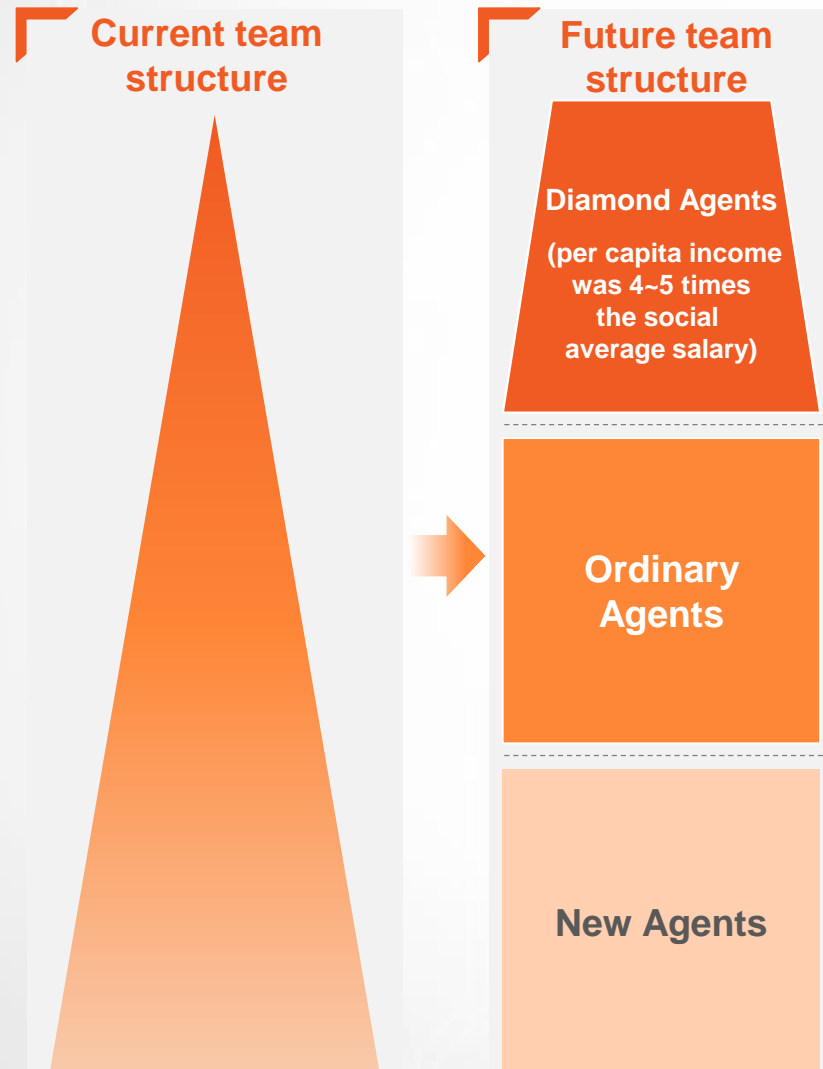 Current team
structure
Future team
structure
Diamond Agents
(per capita income
was 4~5 times
the social
average salary)
Ordinary
Agents
New Agents